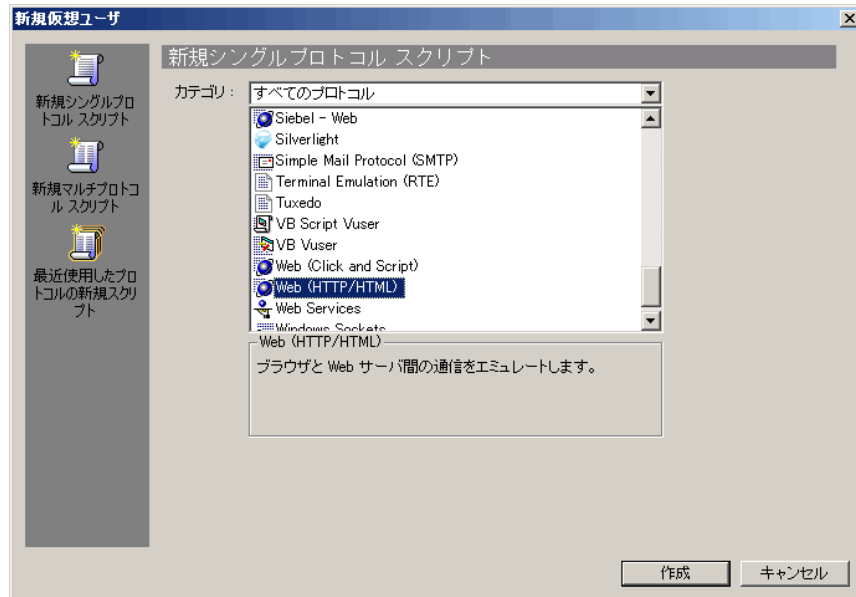 新規仮想ユーザ
新規シングルプロ
トコル スクリプト
新規マルチプロトコ
ル スクリプト
最近使用したプロ
トコルの新規スクリ
プト
新規シングルプロトコル スクリプト
カテゴリ : すべてのプロトコル
Siebel - Web
Silverlight
Simple Mail Protocol (SMTP)
Terminal Emulation (RTE)
Tuxedo
VB Script Vuser
VB Vuser
Web (Click and Script)
Web (HTTP/HTML)
Web Services
Windows Sockets
Web (HTTP/HTML)
ブラウザと Web サーバ間の通信をエミュレートします。
作成 キャンセル